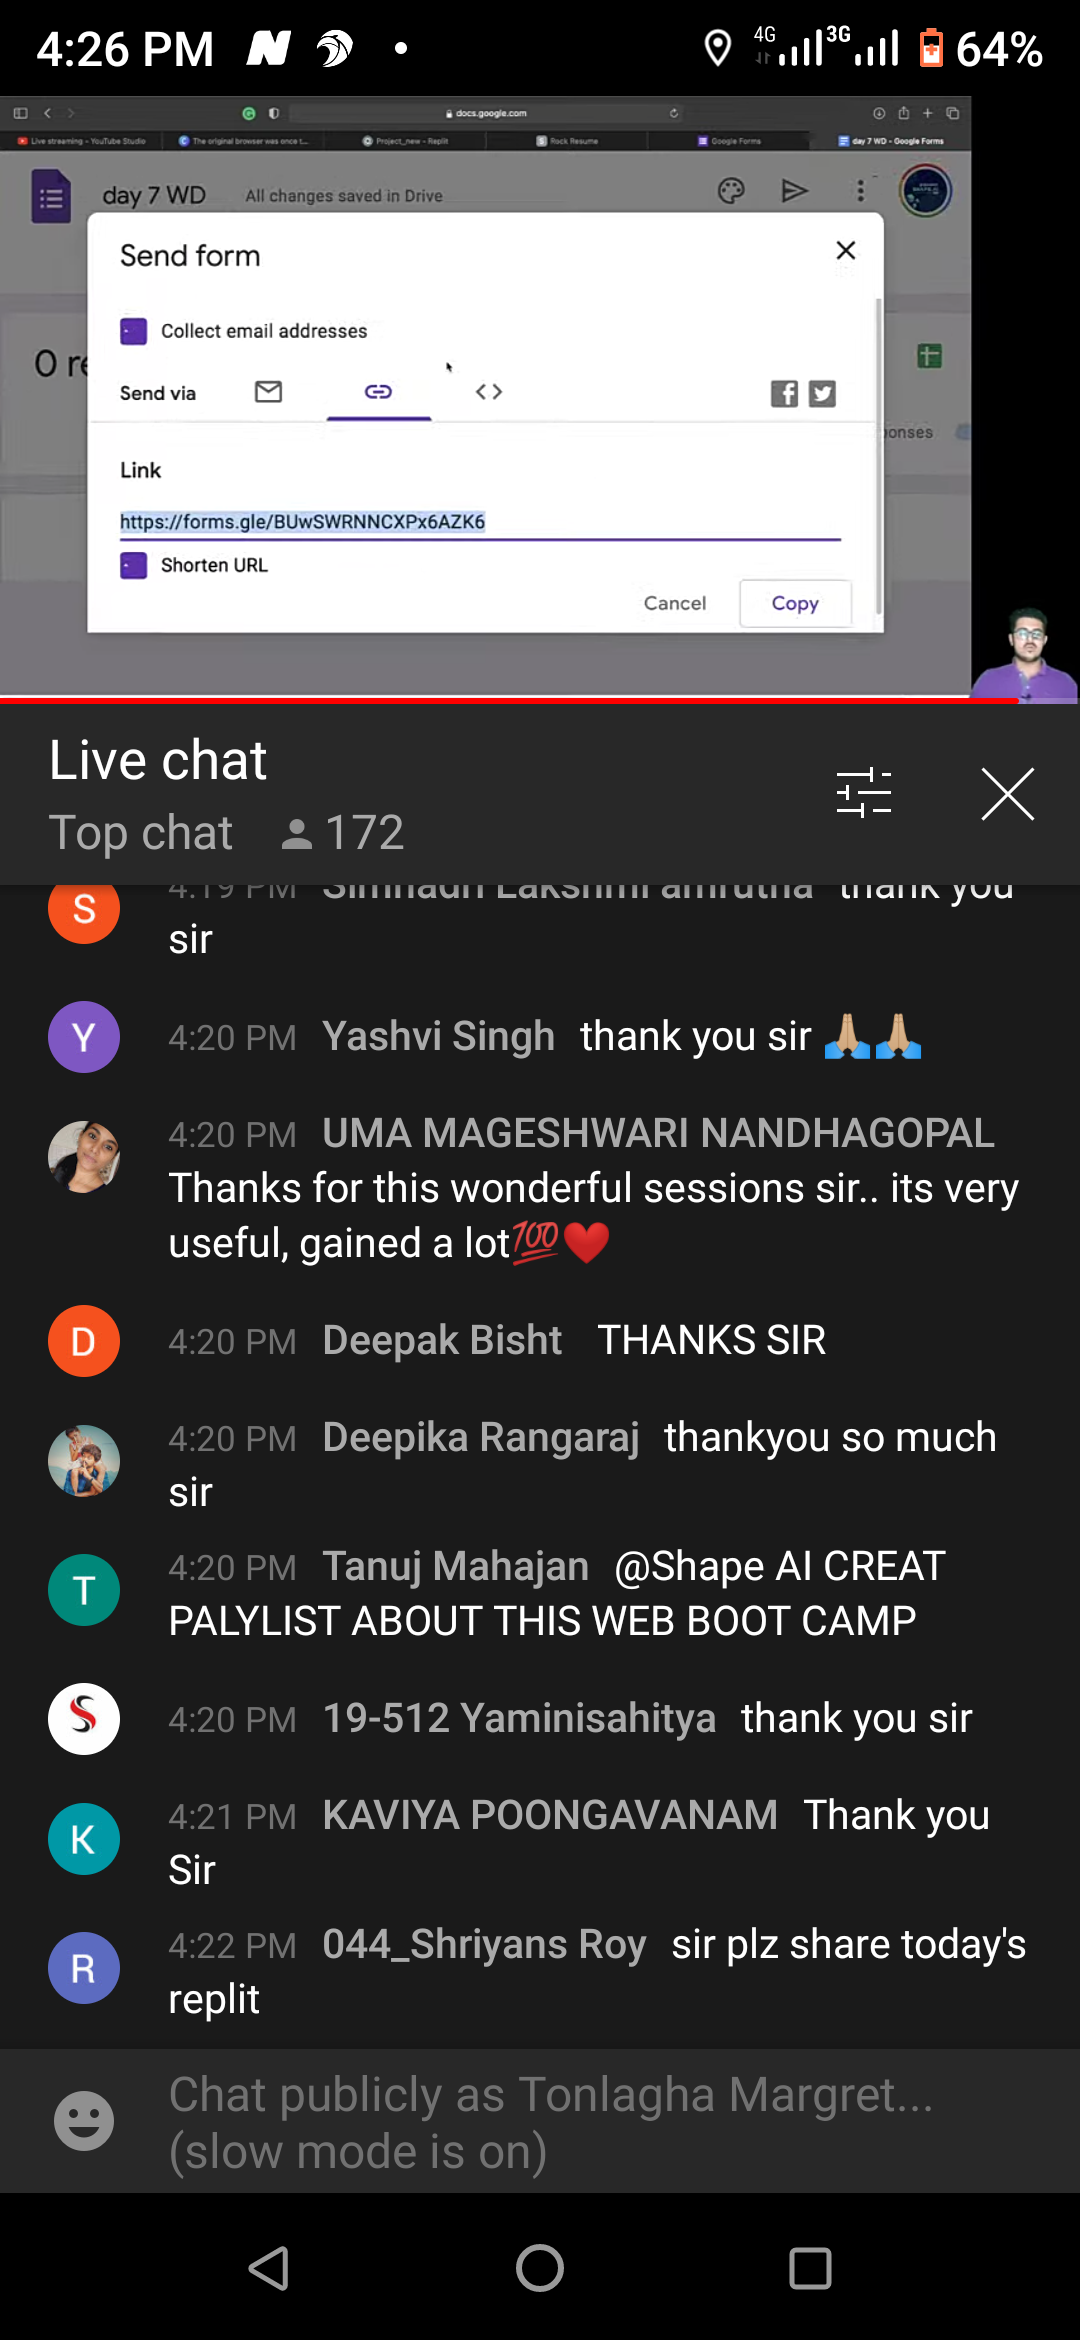 4:26 PM
4G 3G 64%
docs.google.com
Live streaming - YouTube Studio
The original browser was once t...
Project_new - Replit
Rock Resume
Google Forms
day 7 WD - Google Forms
day 7 WD All changes saved in Drive
Send form
Collect email addresses
0 re
Send via
onses
Link
https://forms.gle/BUwSWRNNCXPx6AZK6
Shorten URL
Cancel Copy
Live chat
Top chat 172
S 4:19 PM Simhadri Lakshmi amrutha thank you
sir
Y 4:20 PM Yashvi Singh thank you sir 🙏🏼🙏🏼
4:20 PM UMA MAGESHWARI NANDHAGOPAL
Thanks for this wonderful sessions sir.. its very
useful, gained a lot💯❤️
D 4:20 PM Deepak Bisht THANKS SIR
4:20 PM Deepika Rangaraj thankyou so much
sir
T 4:20 PM Tanuj Mahajan @Shape AI CREAT
PALYLIST ABOUT THIS WEB BOOT CAMP
S 4:20 PM 19-512 Yaminisahitya thank you sir
K 4:21 PM KAVIYA POONGAVANAM Thank you
Sir
R 4:22 PM 044_Shriyans Roy sir plz share today's
replit
Chat publicly as Tonlagha Margret...
(slow mode is on)